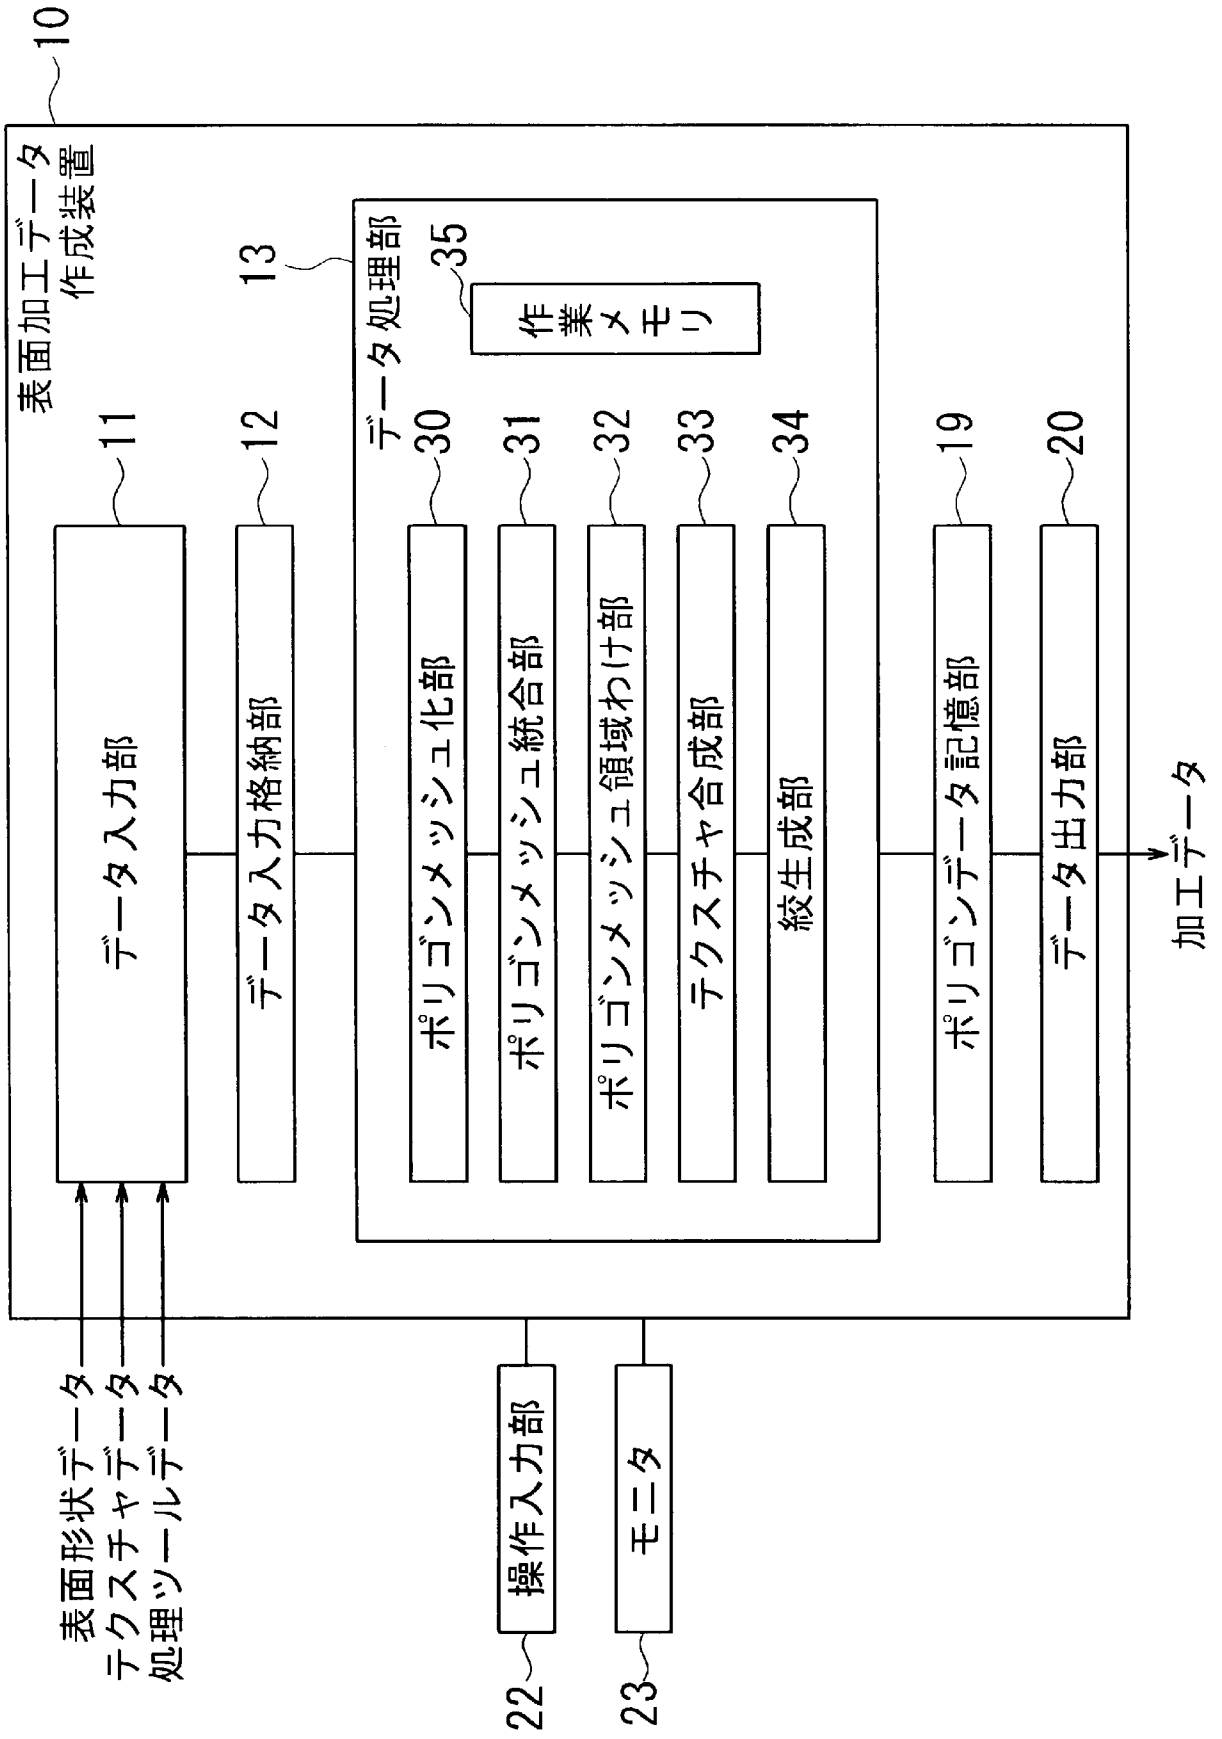 10
表面加工データ
作成装置
表面形状データ
テクスチャデータ
処理ツールデータ
データ入力部
11
データ入力格納部
12
13
データ処理部
作業メモリ
35
ポリゴンメッシュ化部
30
ポリゴンメッシュ統合部
31
ポリゴンメッシュ領域わけ部
32
テクスチャ合成部
33
絞生成部
34
22
操作入力部
23
モニタ
ポリゴンデータ記憶部
19
データ出力部
20
加工データ